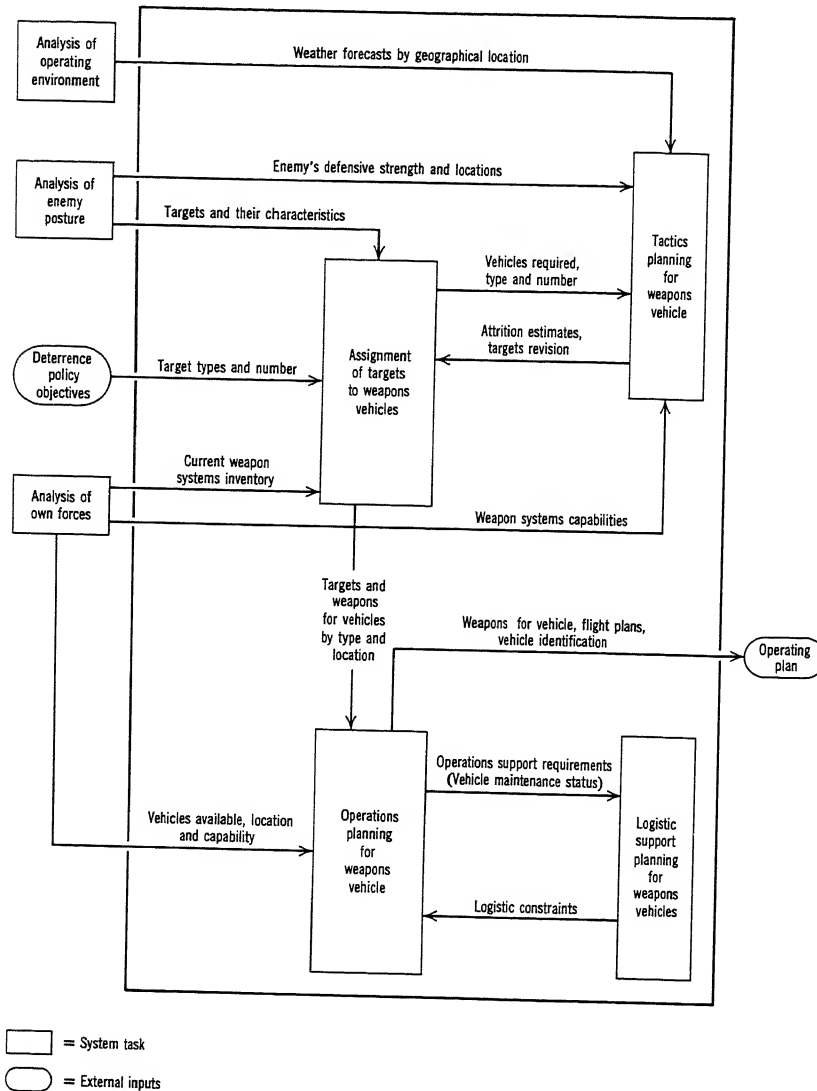 Analysis of
operating
environment
Weather forecasts by geographical location
Analysis of
enemy
posture
Enemy's defensive strength and locations
Targets and their characteristics
Tactics
planning
for
weapons
vehicle
Vehicles required,
type and number
Attrition estimates,
targets revision
Deterrence
policy
objectives
Target types and number
Assignment
of targets
to weapons
vehicles
Current weapon
systems inventory
Analysis of
own forces
Weapon systems capabilities
Targets and
weapons
for vehicles
by type and
location
Weapons for vehicle, flight plans,
vehicle identification
Operating
plan
Operations support requirements
(Vehicle maintenance status)
Vehicles available, location
and capability
Operations
planning
for
weapons
vehicle
Logistic
support
planning
for
weapons
vehicles
Logistic constraints
= System task
= External inputs